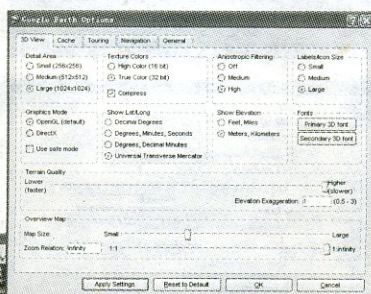 Google Earth Options
3D View Cache Touring Navigation General
Detail Area
Small (256x256)
Medium (512x512)
Large (1024x1024)
Texture Colors
High Color (16 bit)
True Color (32 bit)
Compress
Anisotropic Filtering
Off
Medium
High
Labels/Icon Size
Small
Medium
Large
Graphics Mode
OpenGL (default)
DirectX
Use safe mode
Show Lat/Long
Decimal Degrees
Degrees, Minutes, Seconds
Degrees, Decimal Minutes
Universal Transverse Mercator
Show Elevation
Feet, Miles
Meters, Kilometers
Fonts
Primary 3D font
Secondary 3D font
Terrain Quality
Lower
(faster)
Higher
(slower)
Elevation Exaggeration: 1 (0.5 - 3)
Overview Map
Map Size: Small Large
Zoom Relation: infinity 1:1 1:infinity
Apply Settings Reset to Default OK Cancel